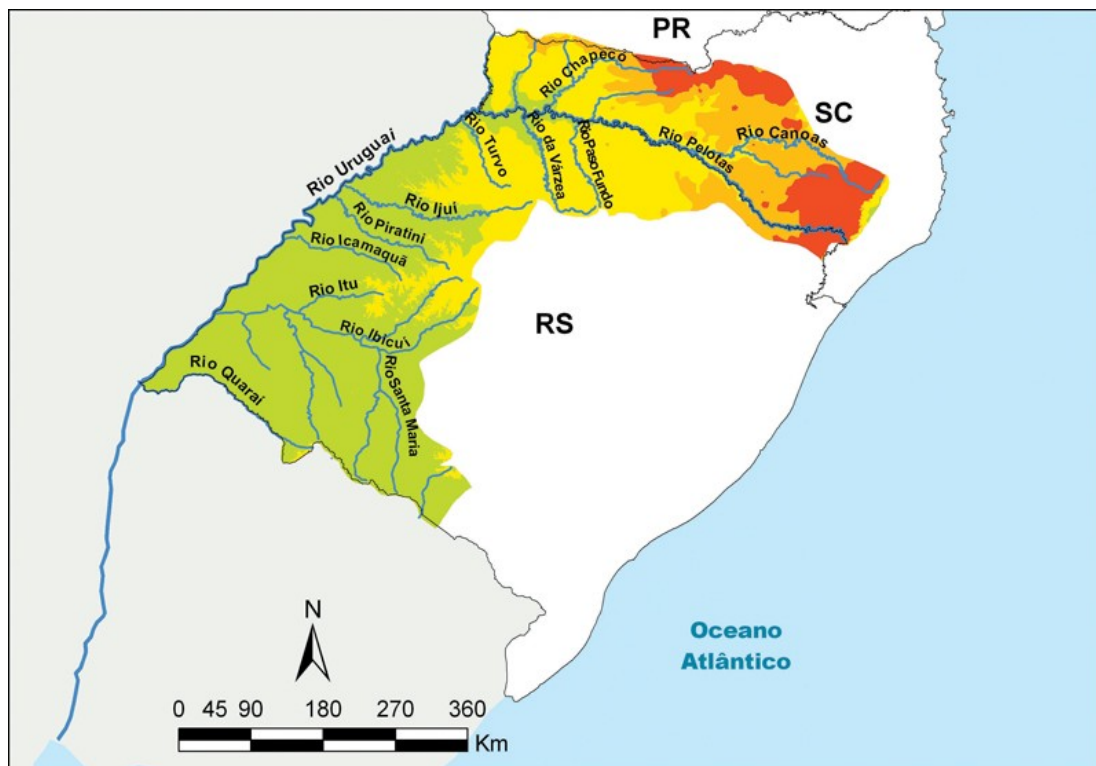 PR
SC
RS
Rio Chapecó
Rio Canoas
Rio Pelotas
Rio Paso Fundo
Rio da Várzea
Rio Turvo
Rio Uruguai
Rio Ijui
Rio Piratini
Rio Icamaquã
Rio Itu
Rio Ibicuí
Rio Santa Maria
Rio Quaraí
Oceano
Atlântico
N
0 45 90 180 270 360
Km